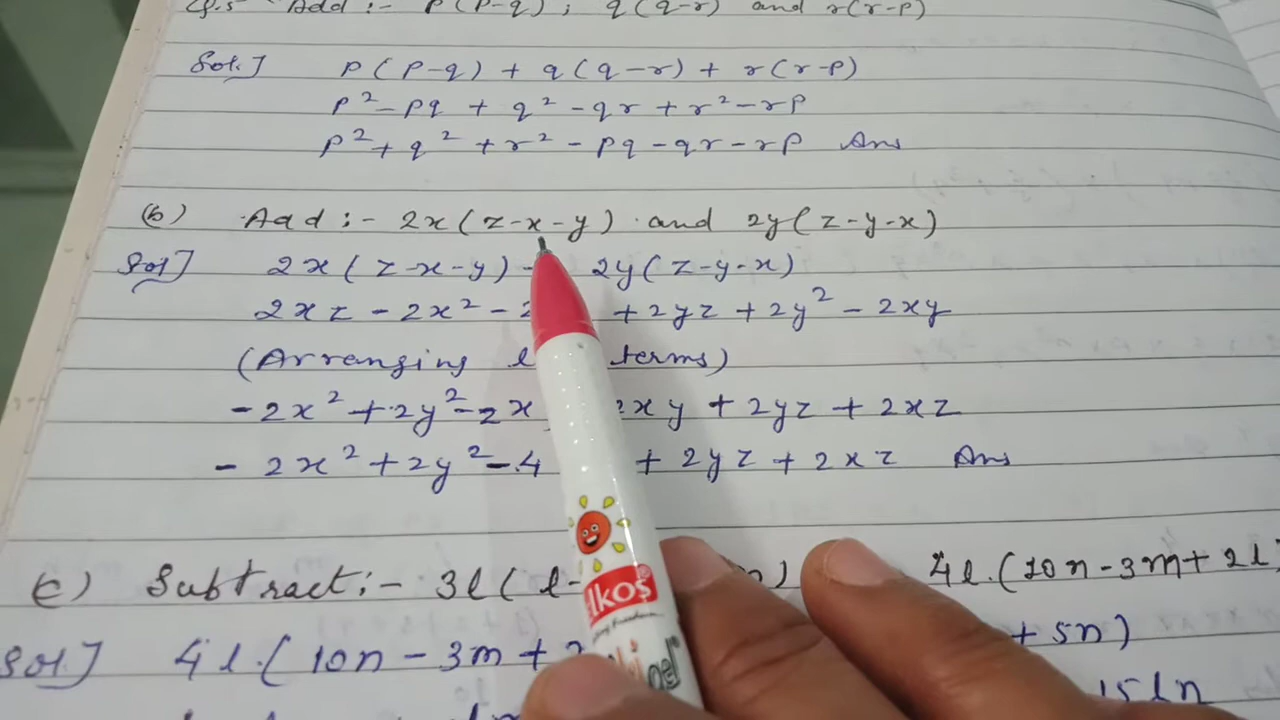 Q.5 Add :- p(p-q), q(q-r) and r(r-p)
Sol.] p(p-q) + q(q-r) + r(r-p)
p² - pq + q² - qr + r² - rp
p² + q² + r² - pq - qr - rp Ans
(b) Add :- 2x(z-x-y) and 2y(z-y-x)
Sol] 2x(z-x-y) 2y(z-y-x)
2xz - 2x² - + 2yz + 2y² - 2xy
(Arranging terms)
-2x² + 2y² - 2x 2xy + 2yz + 2xz
-2x² + 2y² - 4 + 2yz + 2xz Ans
c) Subtract :- 3l(l- ) 4l.(10n-3m+2l
Sol.] 4l.(10n-3m+ +5n)
15ln
elkos